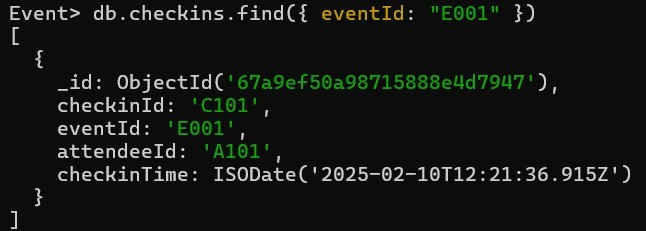 Event> db.checkins.find({ eventId: "E001" })
[
  {
    _id: ObjectId('67a9ef50a98715888e4d7947'),
    checkinId: 'C101',
    eventId: 'E001',
    attendeeId: 'A101',
    checkinTime: ISODate('2025-02-10T12:21:36.915Z')
  }
]